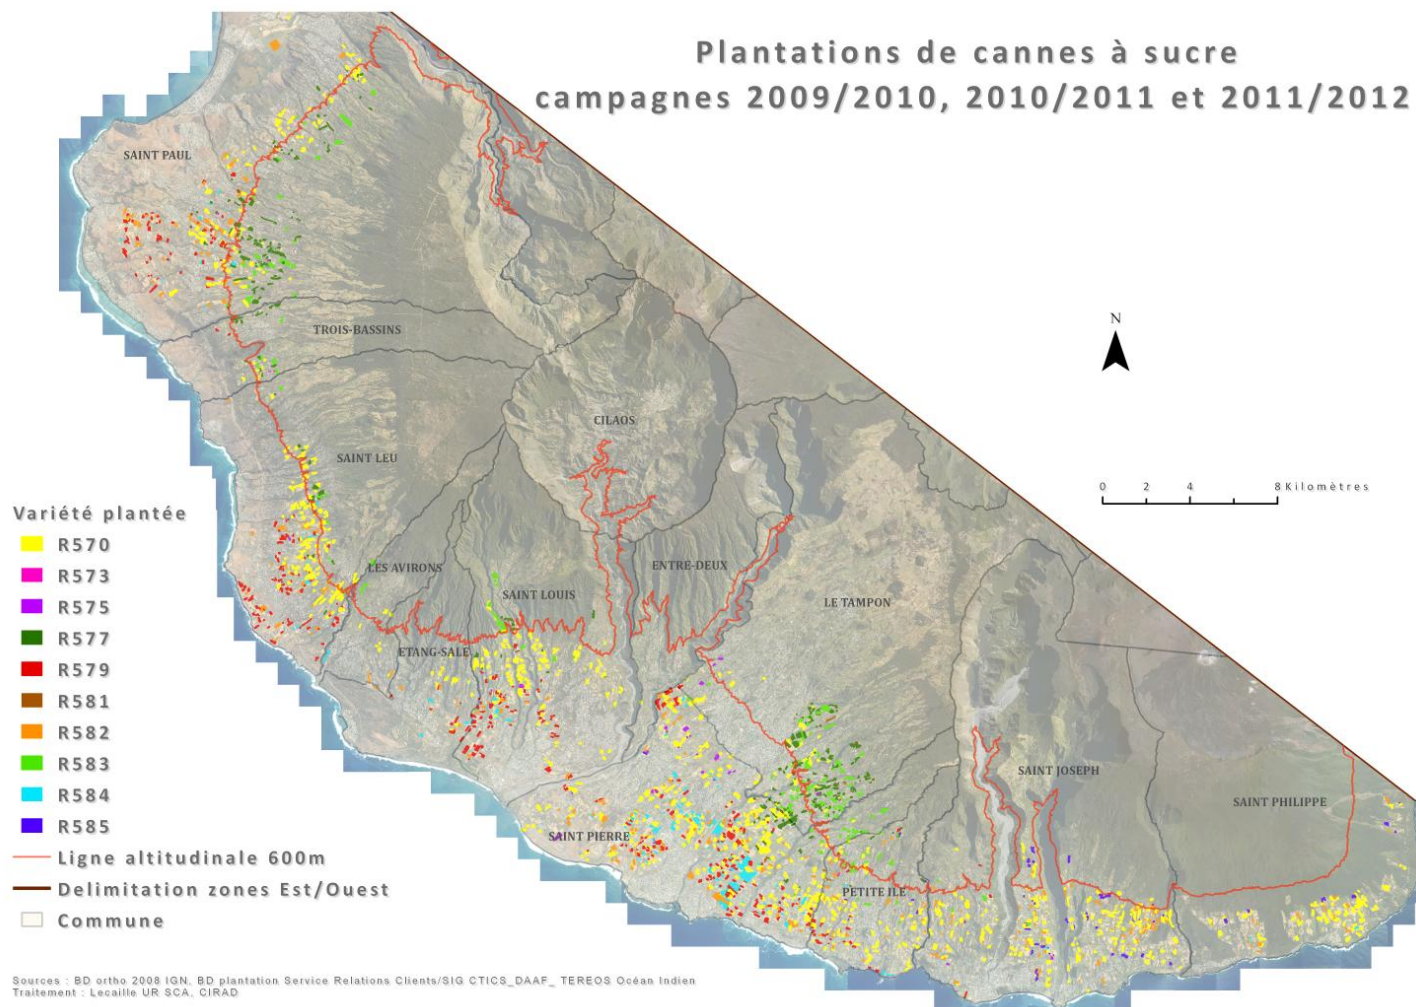 Plantations de cannes à sucre
campagnes 2009/2010, 2010/2011 et 2011/2012
SAINT PAUL
TROIS-BASSINS
CILAOS
SAINT LEU
LES AVIRONS
SAINT LOUIS
ENTRE-DEUX
LE TAMPON
ETANG-SALE
SAINT JOSEPH
SAINT PHILIPPE
SAINT PIERRE
PETITE ILE
N
0 2 4 8 Kilomètres
Variété plantée
R570
R573
R575
R577
R579
R581
R582
R583
R584
R585
Ligne altitudinale 600m
Delimitation zones Est/Ouest
Commune
Sources : BD ortho 2008 IGN, BD plantation Service Relations Clients/SIG CTICS_DAAF_ TEREOS Océan Indien
Traitement : Lecaille UR SCA, CIRAD